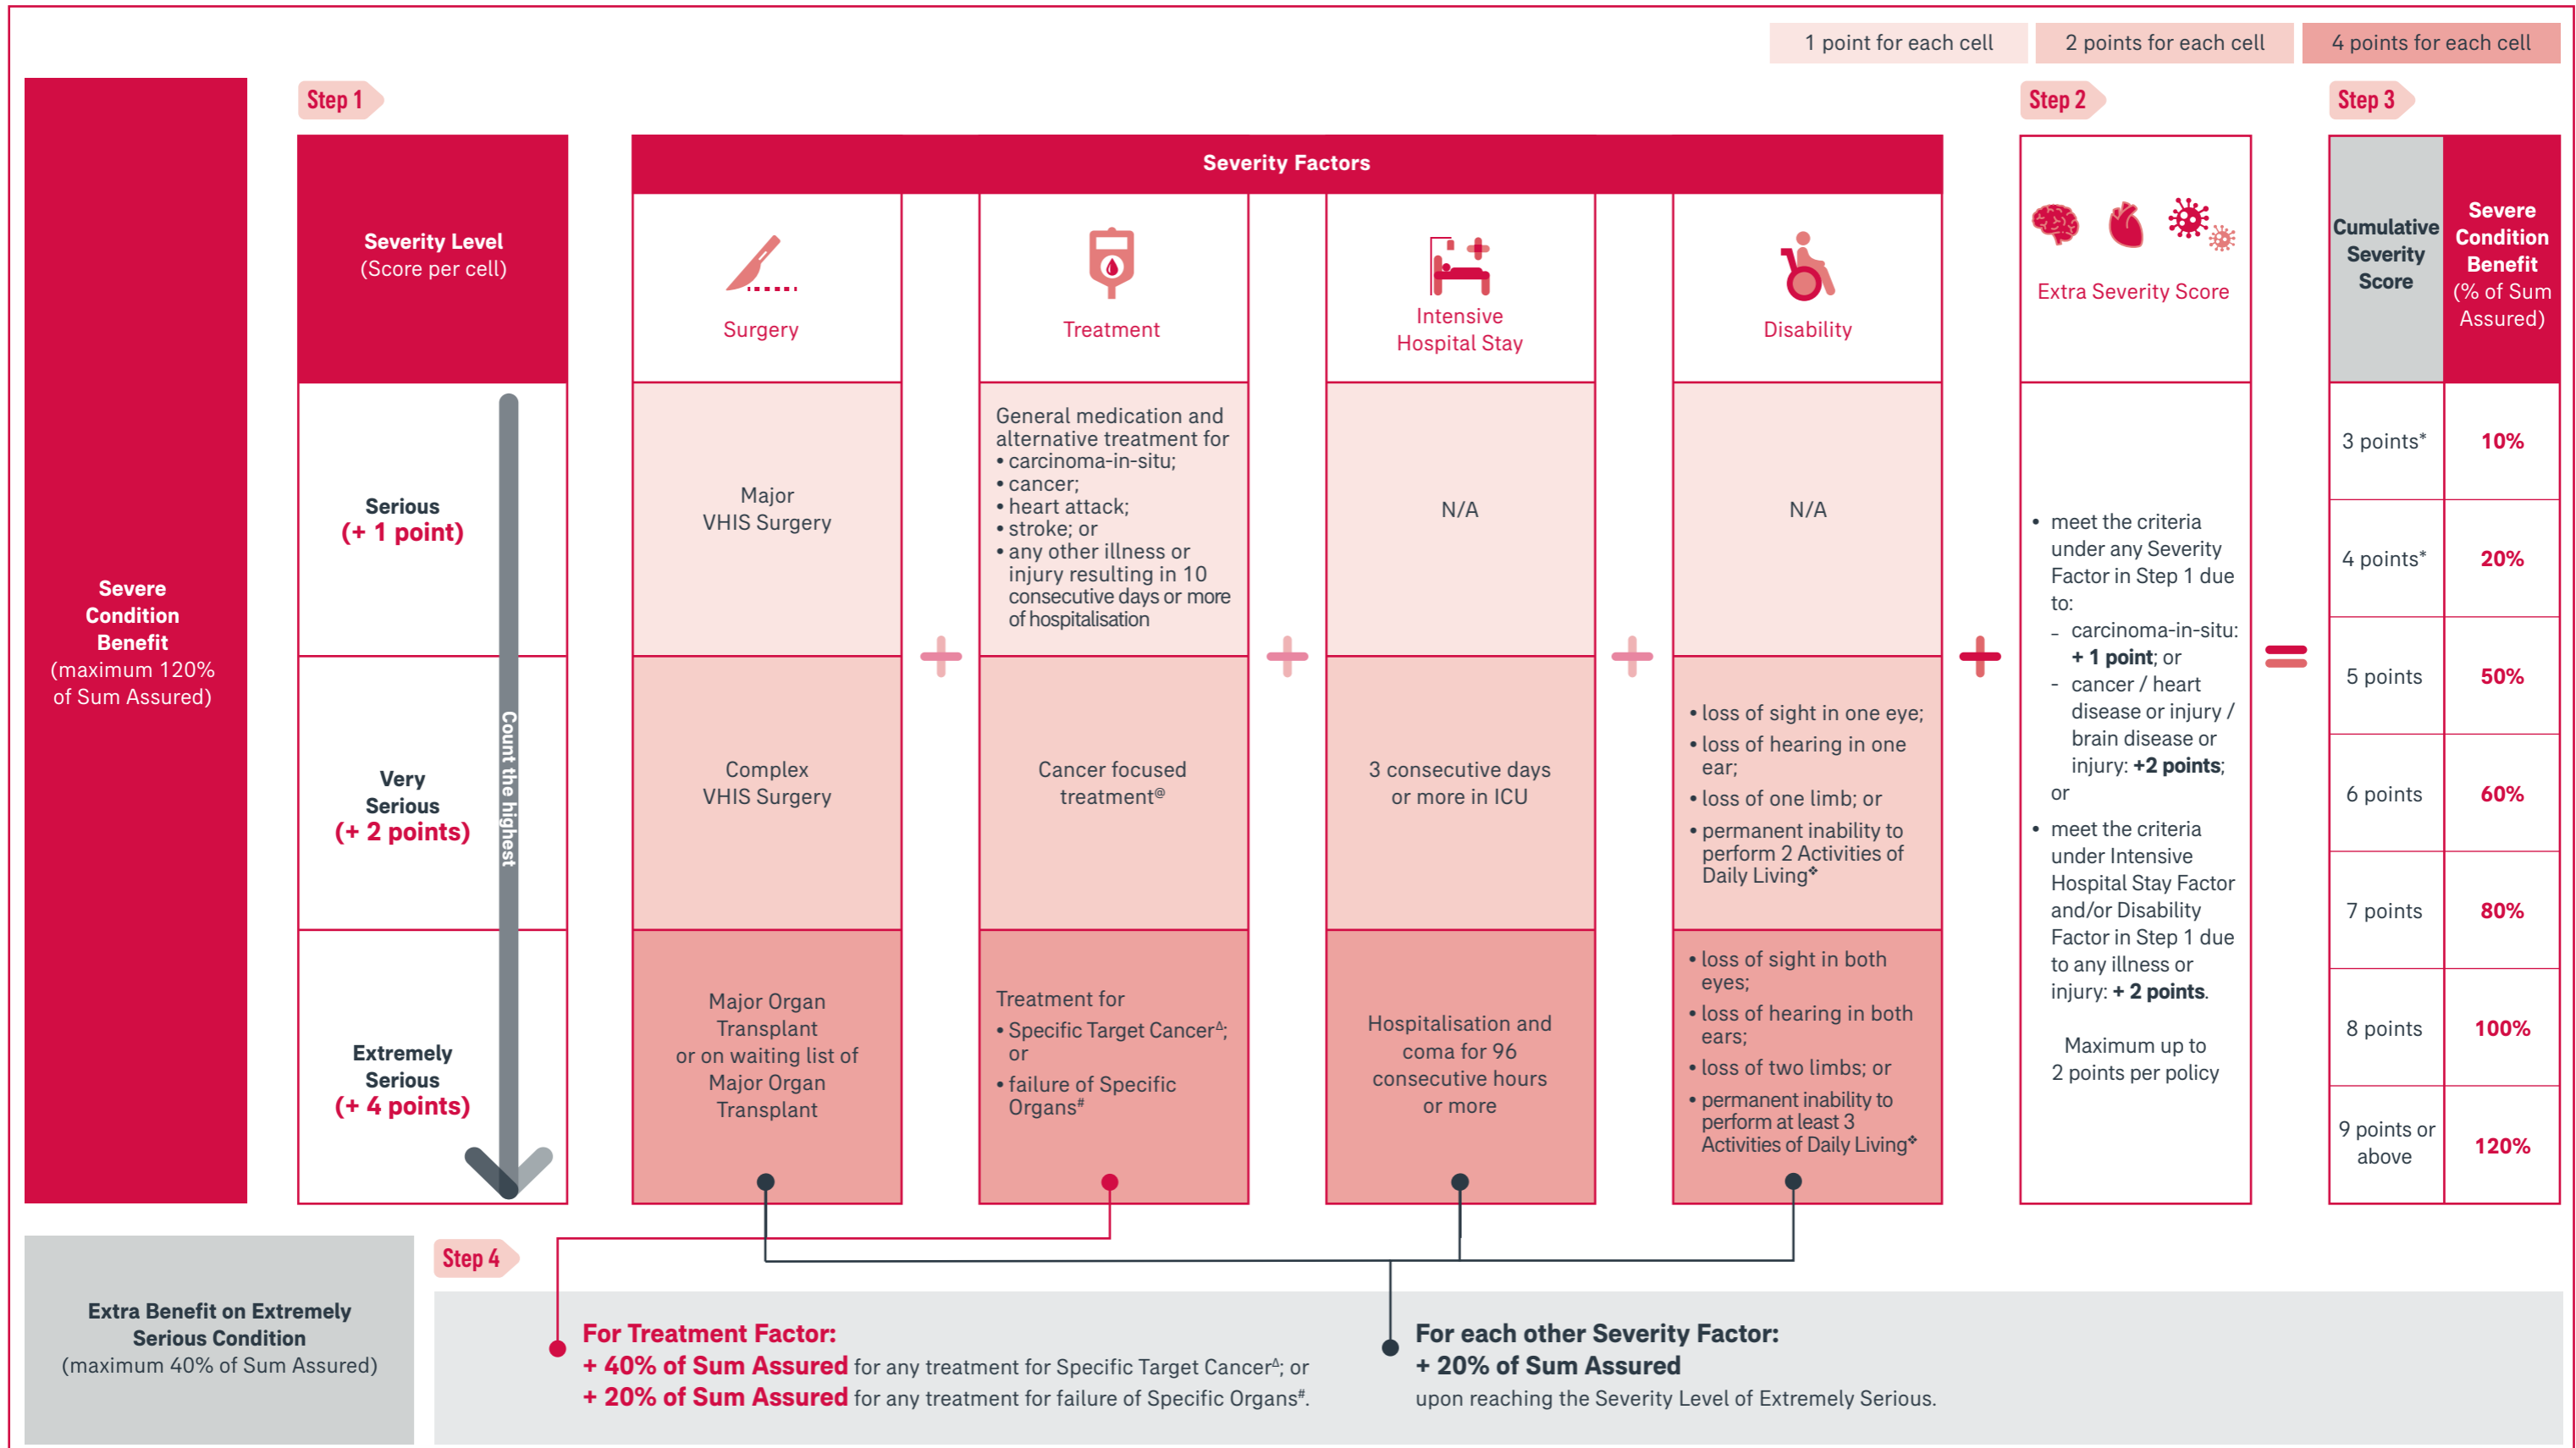 1 point for each cell
2 points for each cell
4 points for each cell
Severe
Condition
Benefit
(maximum 120%
of Sum Assured)
Step 1
Severity Level
(Score per cell)
Serious
(+ 1 point)
Very
Serious
(+ 2 points)
Extremely
Serious
(+ 4 points)
Count the highest
Severity Factors
Surgery
Major
VHIS Surgery
Complex
VHIS Surgery
Major Organ
Transplant
or on waiting list of
Major Organ
Transplant
Treatment
General medication and
alternative treatment for
• carcinoma-in-situ;
• cancer;
• heart attack;
• stroke; or
• any other illness or
injury resulting in 10
consecutive days or more
of hospitalisation
Cancer focused
treatment@
Treatment for
• Specific Target CancerΔ;
or
• failure of Specific
Organs#
Intensive
Hospital Stay
N/A
3 consecutive days
or more in ICU
Hospitalisation and
coma for 96
consecutive hours
or more
Disability
N/A
• loss of sight in one eye;
• loss of hearing in one
ear;
• loss of one limb; or
• permanent inability to
perform 2 Activities of
Daily Living❖
• loss of sight in both
eyes;
• loss of hearing in both
ears;
• loss of two limbs; or
• permanent inability to
perform at least 3
Activities of Daily Living❖
Step 2
Extra Severity Score
• meet the criteria
under any Severity
Factor in Step 1 due
to:
- carcinoma-in-situ:
+ 1 point; or
- cancer / heart
disease or injury /
brain disease or
injury: +2 points;
or
• meet the criteria
under Intensive
Hospital Stay Factor
and/or Disability
Factor in Step 1 due
to any illness or
injury: + 2 points.
Maximum up to
2 points per policy
Step 3
Cumulative
Severity
Score
Severe
Condition
Benefit
(% of Sum
Assured)
3 points* 10%
4 points* 20%
5 points 50%
6 points 60%
7 points 80%
8 points 100%
9 points or
above
120%
Extra Benefit on Extremely
Serious Condition
(maximum 40% of Sum Assured)
Step 4
For Treatment Factor:
+ 40% of Sum Assured for any treatment for Specific Target CancerΔ; or
+ 20% of Sum Assured for any treatment for failure of Specific Organs#.
For each other Severity Factor:
+ 20% of Sum Assured
upon reaching the Severity Level of Extremely Serious.